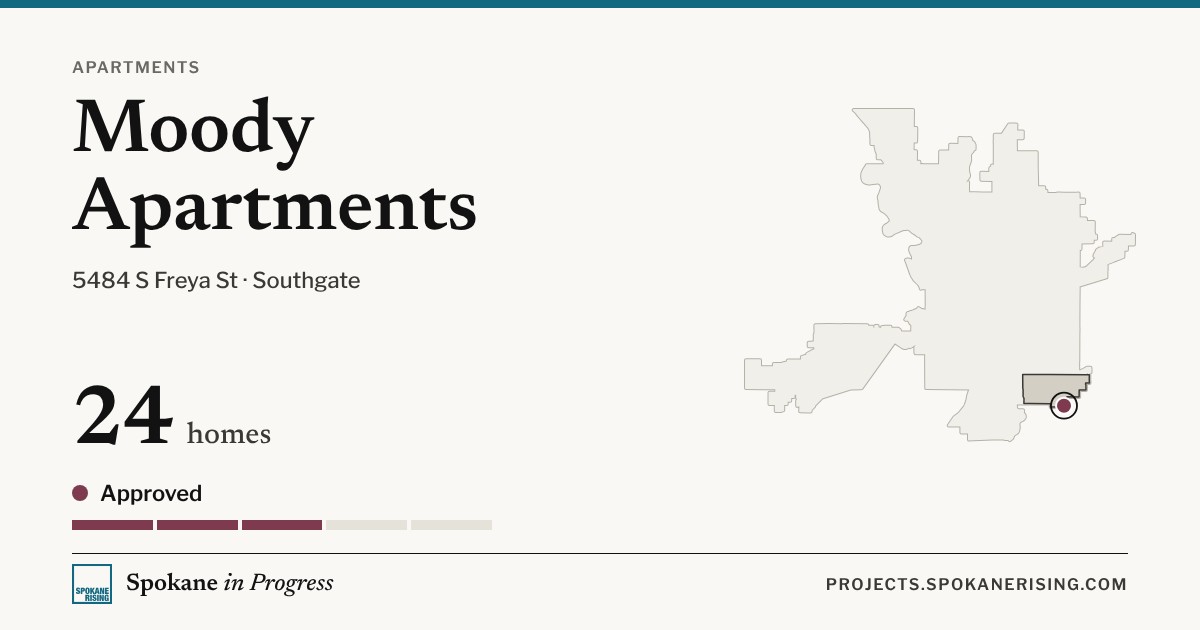 APARTMENTS
Moody
Apartments
5484 S Freya St · Southgate
24 homes
Approved
SPOKANE
RISING
Spokane in Progress
PROJECTS.SPOKANERISING.COM